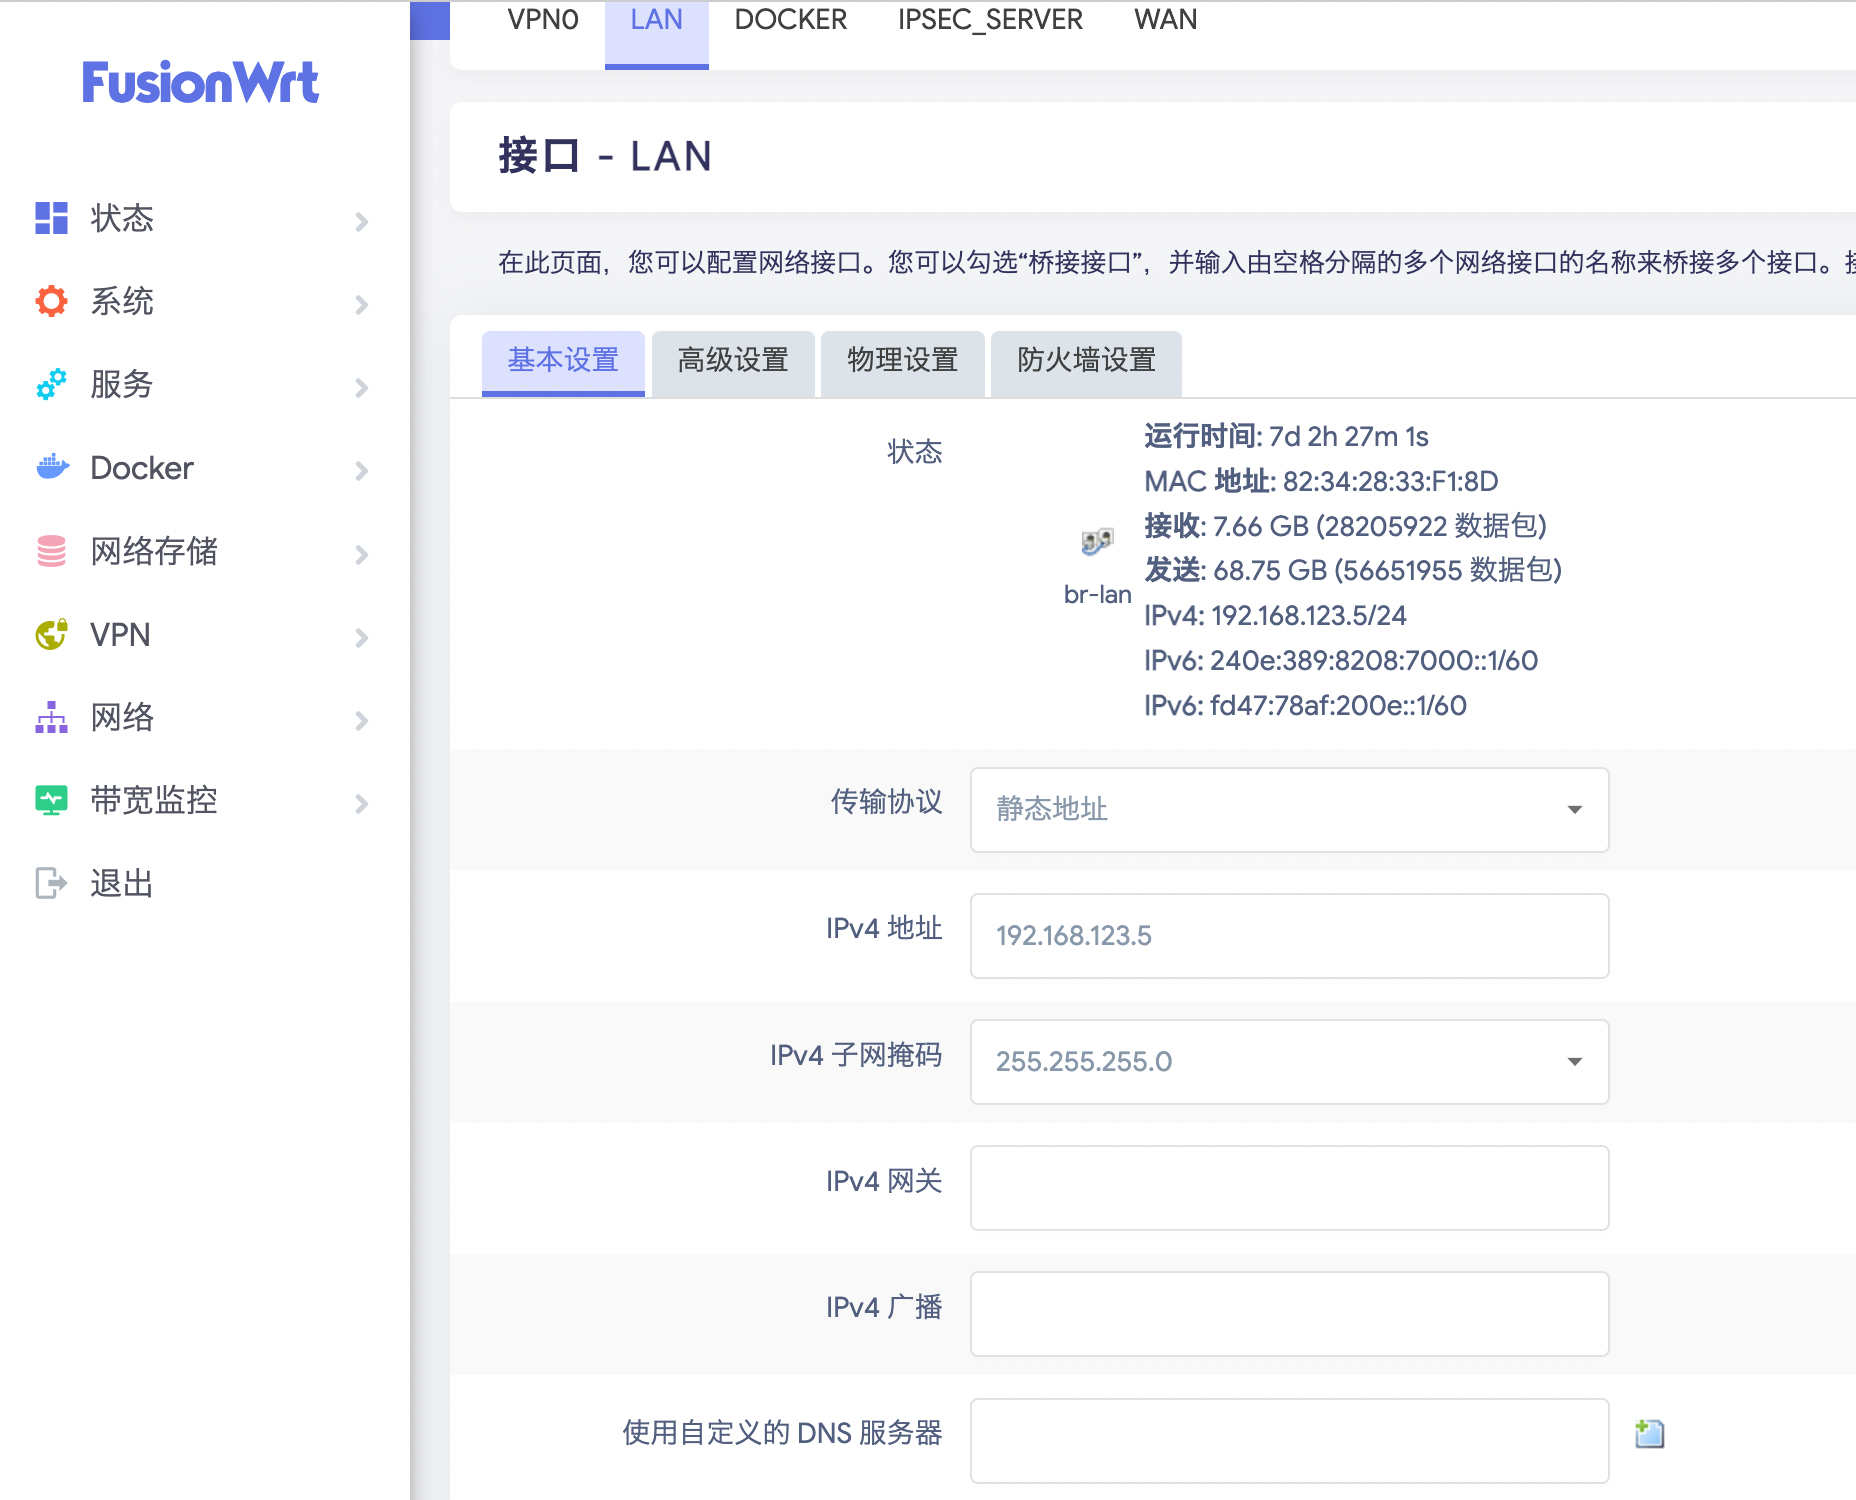 VPN0 LAN DOCKER IPSEC_SERVER WAN
FusionWrt
状态
系统
服务
Docker
网络存储
VPN
网络
带宽监控
退出
接口 - LAN
在此页面，您可以配置网络接口。您可以勾选“桥接接口”，并输入由空格分隔的多个网络接口的名称来桥接多个接口。接
基本设置 高级设置 物理设置 防火墙设置
状态
br-lan
运行时间: 7d 2h 27m 1s
MAC 地址: 82:34:28:33:F1:8D
接收: 7.66 GB (28205922 数据包)
发送: 68.75 GB (56651955 数据包)
IPv4: 192.168.123.5/24
IPv6: 240e:389:8208:7000::1/60
IPv6: fd47:78af:200e::1/60
传输协议 静态地址
IPv4 地址 192.168.123.5
IPv4 子网掩码 255.255.255.0
IPv4 网关
IPv4 广播
使用自定义的 DNS 服务器